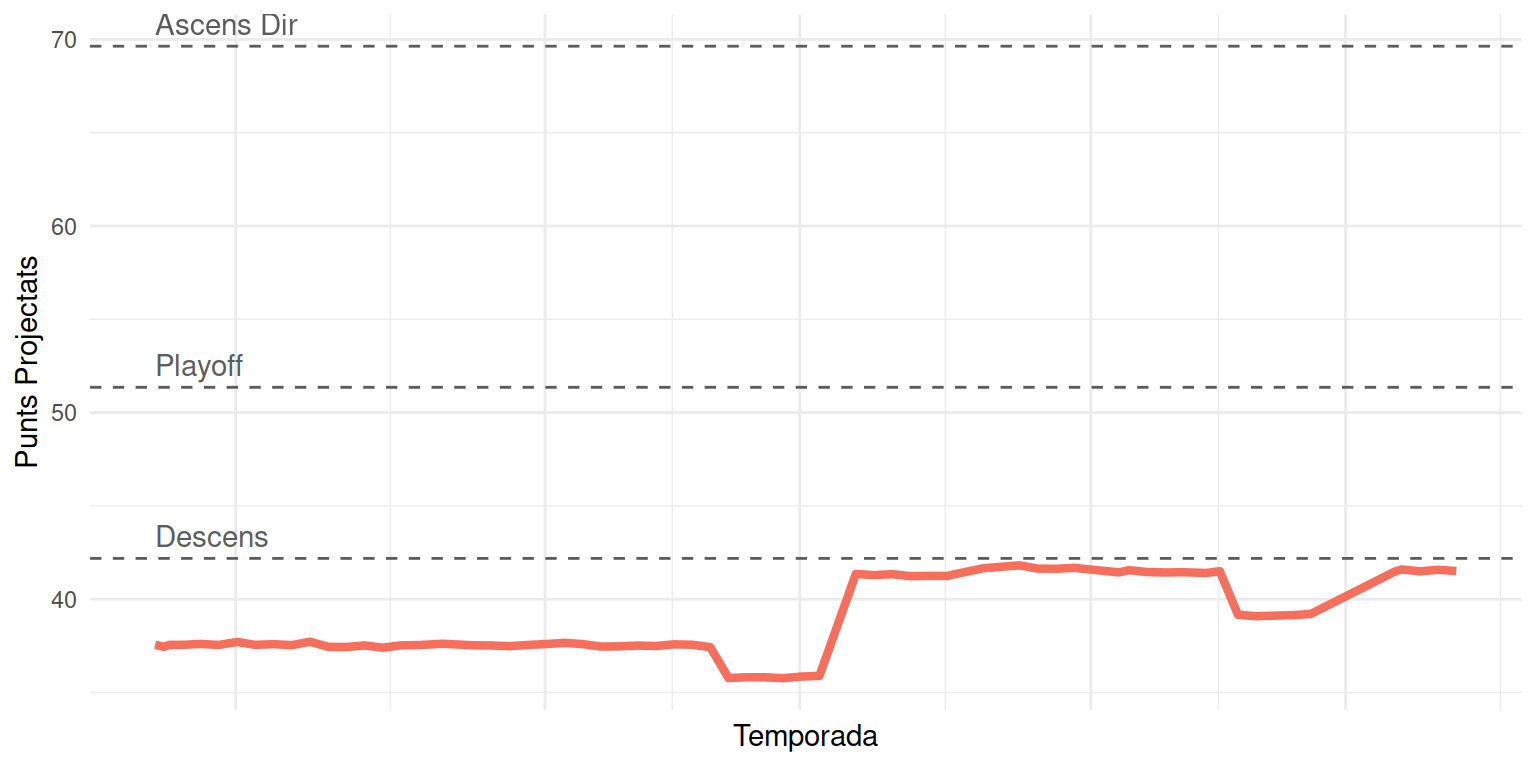 Ascens Dir
70
60
Playoff
50
Descens
40
Punts Projectats
Temporada